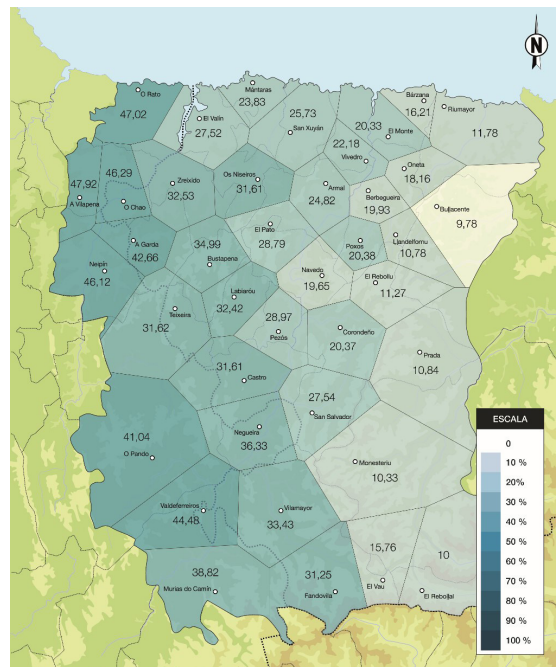 N
O Rato
47,02
El Valín
27,52
Mántaras
23,83
25,73
San Xuyán
20,33
El Monte
22,18
Vivedro
Bárzana
16,21
Riumayor
11,78
Oneta
18,16
47,92
A Vilapena
46,29
O Chao
Zreixido
32,53
Os Niseiros
31,61
Armal
24,82
Berbegueira
19,93
Bullacente
9,78
A Garda
42,66
34,99
Bustapena
El Pato
28,79
Poxos
20,38
Llandelfornu
10,78
Neipín
46,12
Labiaróu
32,42
Navedo
19,65
El Rebollu
11,27
Teixeira
31,62
28,97
Pezós
Corondeño
20,37
Prada
10,84
31,61
Castro
27,54
San Salvador
41,04
O Pando
Negueira
36,33
Monesteriu
10,33
Valdeferreiros
44,48
Vilamayor
33,43
38,82
Murias do Camín
31,25
Fandovila
15,76
El Vau
10
El Rebollal
ESCALA
0
10 %
20%
30 %
40 %
50 %
60 %
70 %
80 %
90 %
100 %